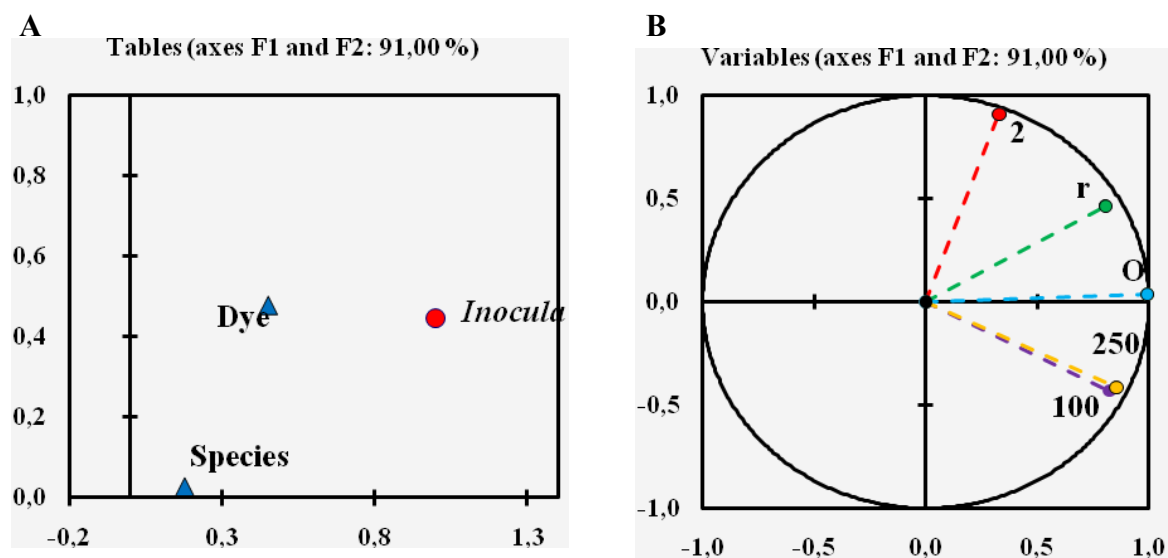 A
Tables (axes F1 and F2: 91,00 %)
1,0
0,8
0,6
0,4
0,2
0,0
-0,2
0,3
0,8
1,3
Dye
Inocula
Species
B
Variables (axes F1 and F2: 91,00 %)
1,0
0,5
0,0
-0,5
-1,0
-1,0
-0,5
0,0
0,5
1,0
2
r
O
250
100